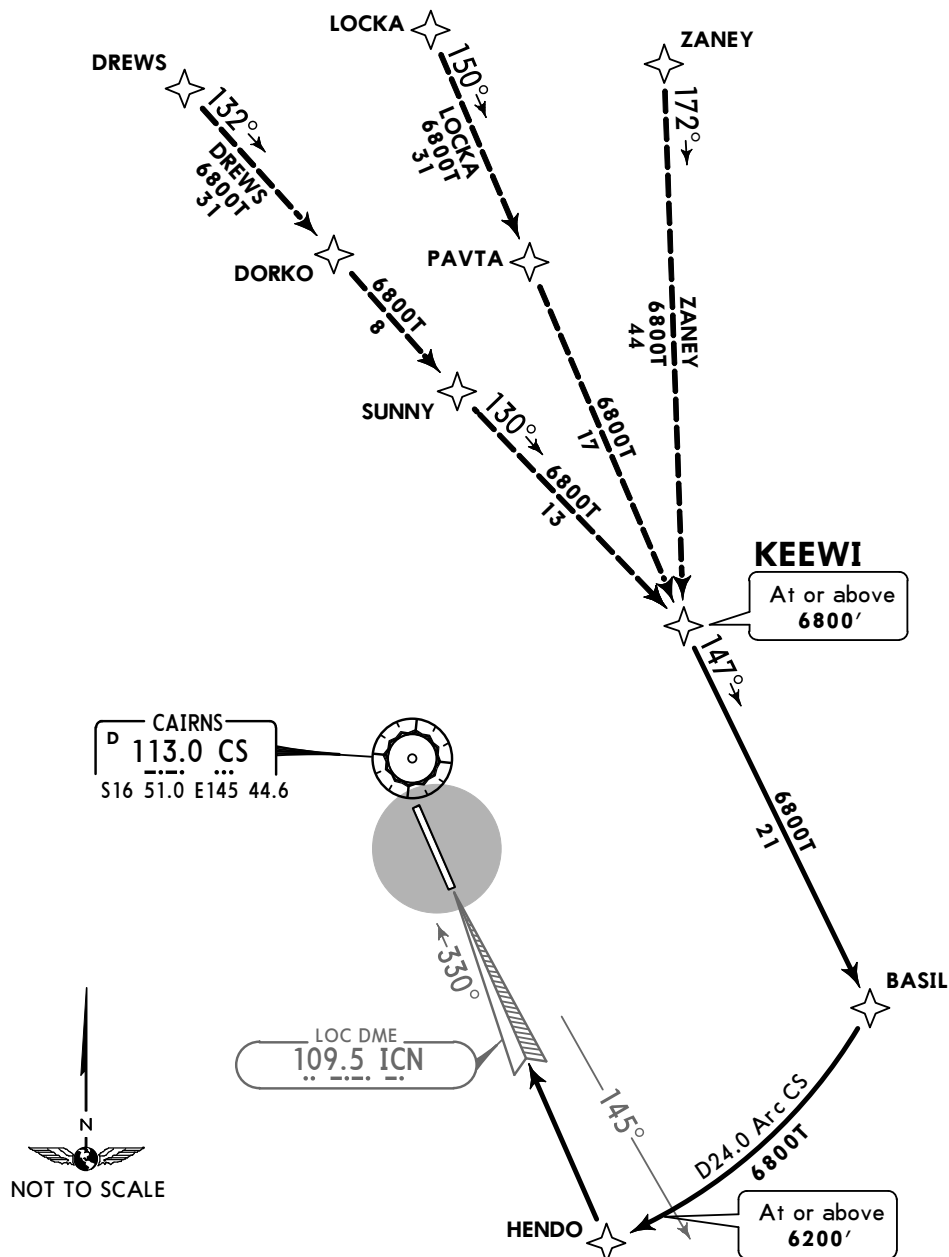 LOCKA
ZANEY
DREWS
132°
DREWS
6800T
31
150°
LOCKA
6800T
31
172°
ZANEY
6800T
44
DORKO
PAVTA
6800T
8
SUNNY
130°
6800T
13
6800T
17
KEEWI
At or above
6800'
147°
6800T
21
CAIRNS
D 113.0 CS
S16 51.0 E145 44.6
330°
LOC DME
109.5 ICN
145°
BASIL
D24.0 Arc CS
6800T
HENDO
At or above
6200'
N
NOT TO SCALE